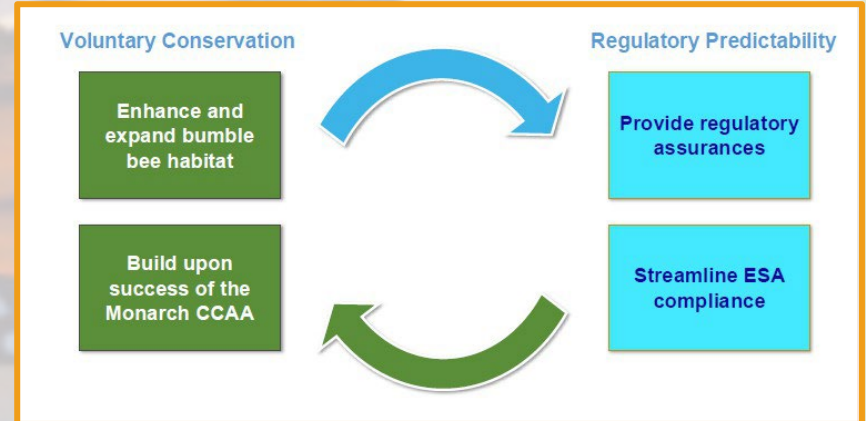 Voluntary Conservation
Regulatory Predictability
Enhance and
expand bumble
bee habitat
Provide regulatory
assurances
Build upon
success of the
Monarch CCAA
Streamline ESA
compliance